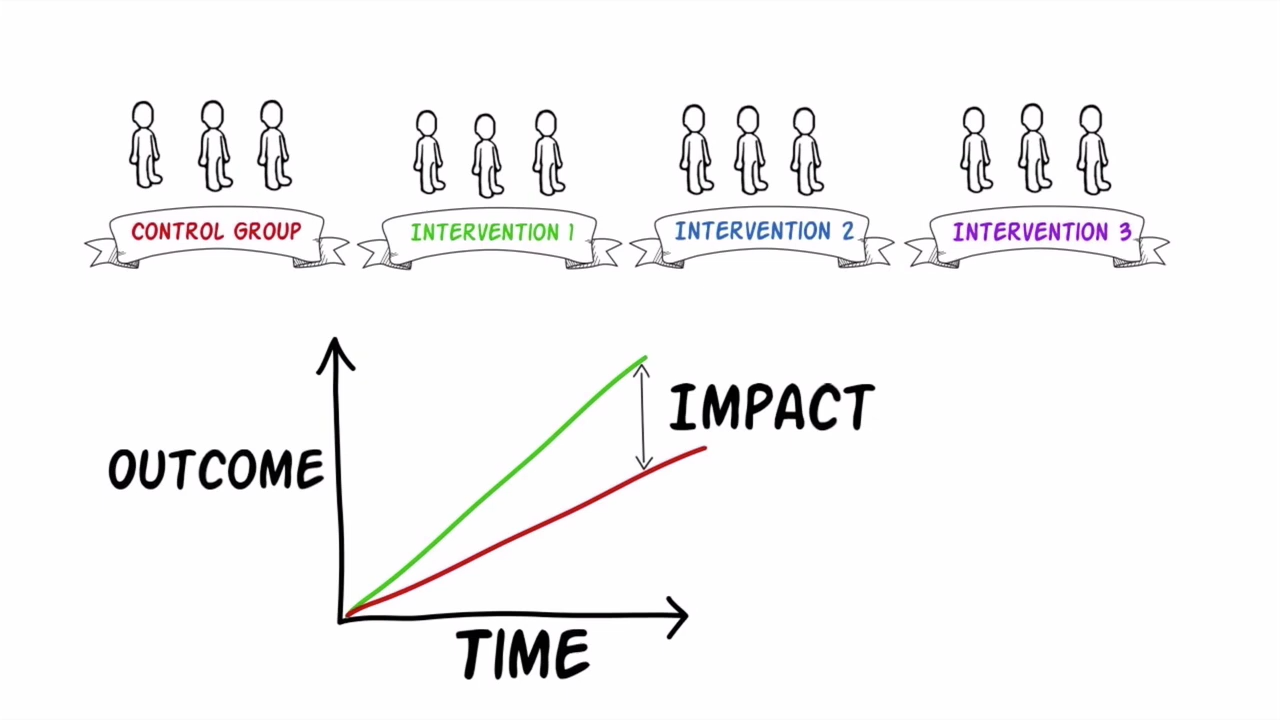 CONTROL GROUP
INTERVENTION 1
INTERVENTION 2
INTERVENTION 3
IMPACT
OUTCOME
TIME